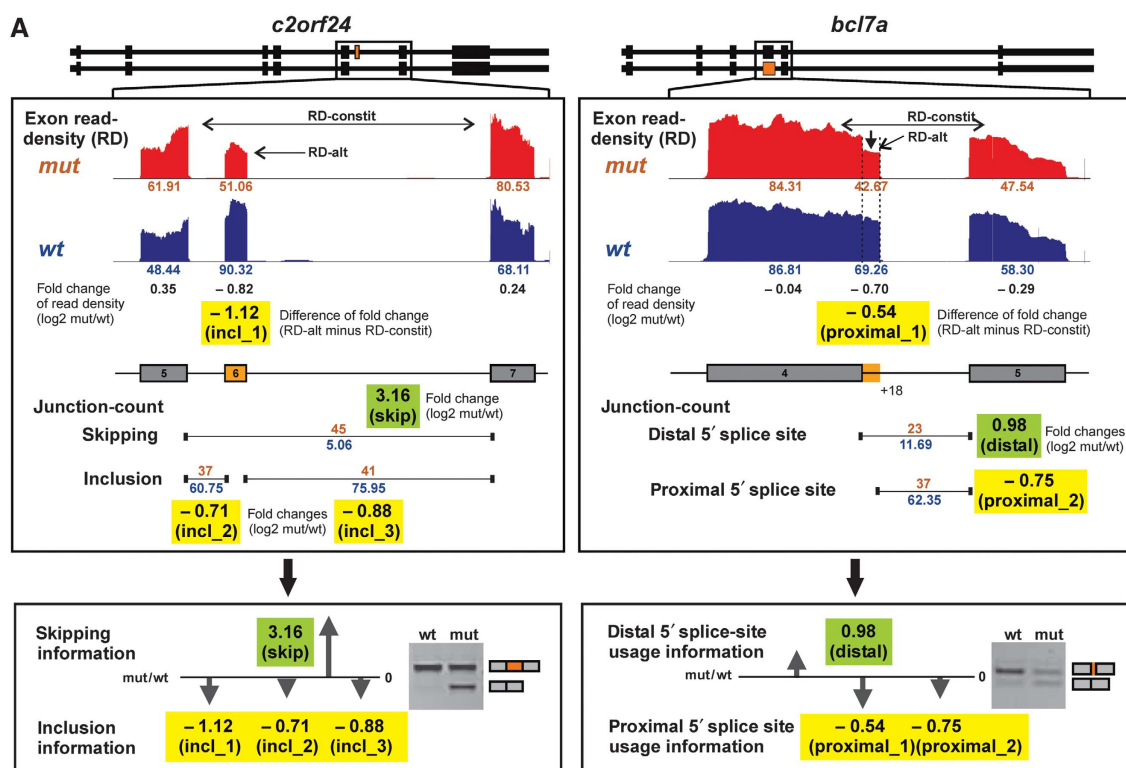 A
c2orf24
Exon read-
density (RD)
RD-constit
RD-alt
mut
61.91 51.06 80.53
wt
48.44 90.32 68.11
Fold change
of read density
(log2 mut/wt)
0.35 – 0.82 0.24
– 1.12
(incl_1)
Difference of fold change
(RD-alt minus RD-constit)
5 6 7
3.16
(skip)
Fold change
(log2 mut/wt)
Junction-count
Skipping
45
5.06
Inclusion
37 41
60.75 75.95
– 0.71
(incl_2)
Fold changes
(log2 mut/wt)
– 0.88
(incl_3)
Skipping
information
3.16
(skip)
mut/wt 0
Inclusion
information
– 1.12 – 0.71 – 0.88
(incl_1) (incl_2) (incl_3)
wt mut
bcl7a
Exon read-
density (RD)
RD-constit
RD-alt
mut
84.31 42.67 47.54
wt
86.81 69.26 58.30
Fold change
of read density
(log2 mut/wt)
– 0.04 – 0.70 – 0.29
– 0.54
(proximal_1)
Difference of fold change
(RD-alt minus RD-constit)
4 5
+18
Junction-count
Distal 5′ splice site
23
11.69
0.98
(distal)
Fold changes
(log2 mut/wt)
Proximal 5′ splice site
37
62.35
– 0.75
(proximal_2)
Distal 5′ splice-site
usage information
0.98
(distal)
mut/wt 0
Proximal 5′ splice site
usage information
– 0.54 – 0.75
(proximal_1) (proximal_2)
wt mut